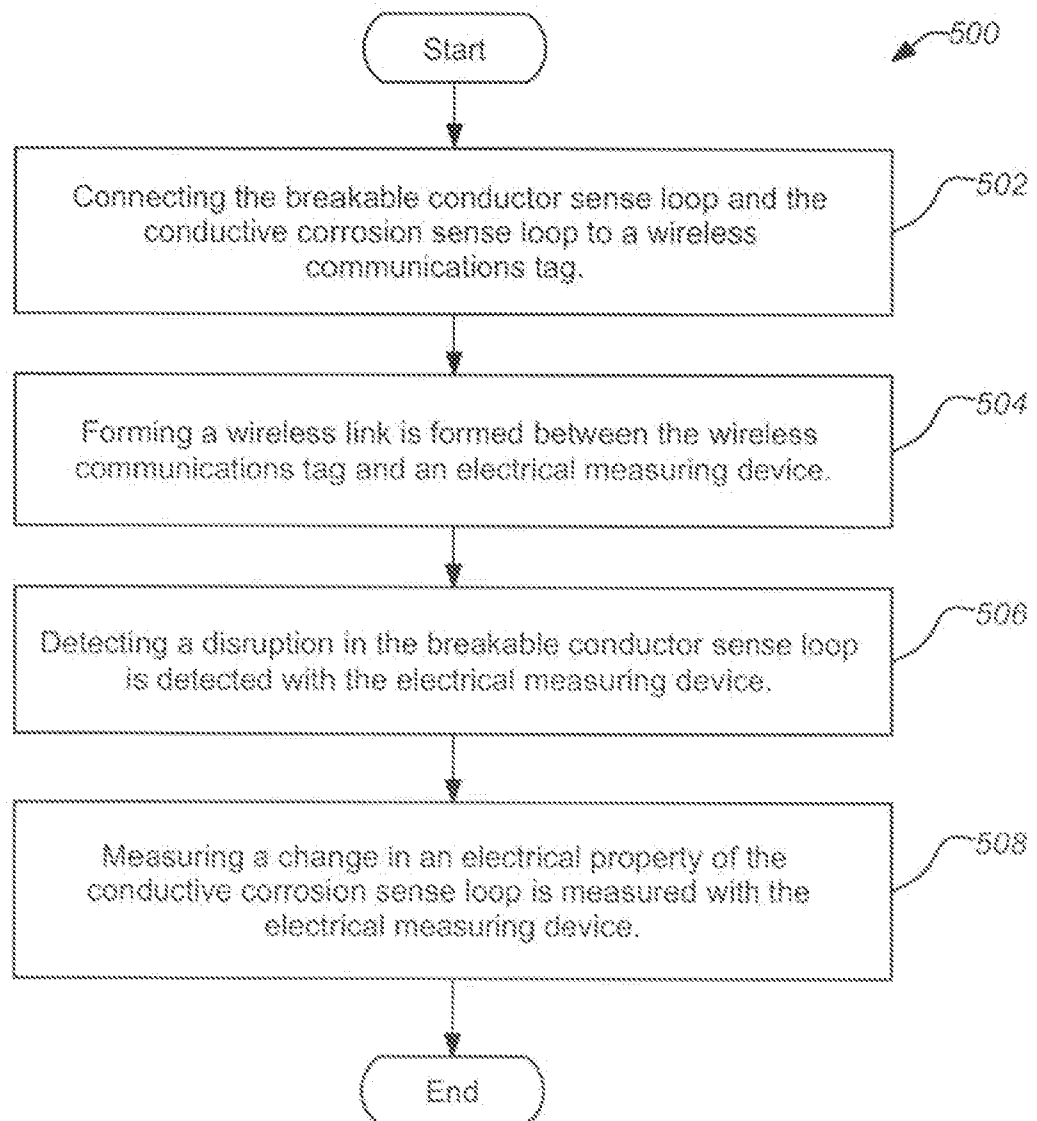 Start
500
Connecting the breakable conductor sense loop and the
conductive corrosion sense loop to a wireless
communications tag.
502
Forming a wireless link is formed between the wireless
communications tag and an electrical measuring device.
504
Detecting a disruption in the breakable conductor sense loop
is detected with the electrical measuring device.
506
Measuring a change in an electrical property of the
conductive corrosion sense loop is measured with the
electrical measuring device.
508
End